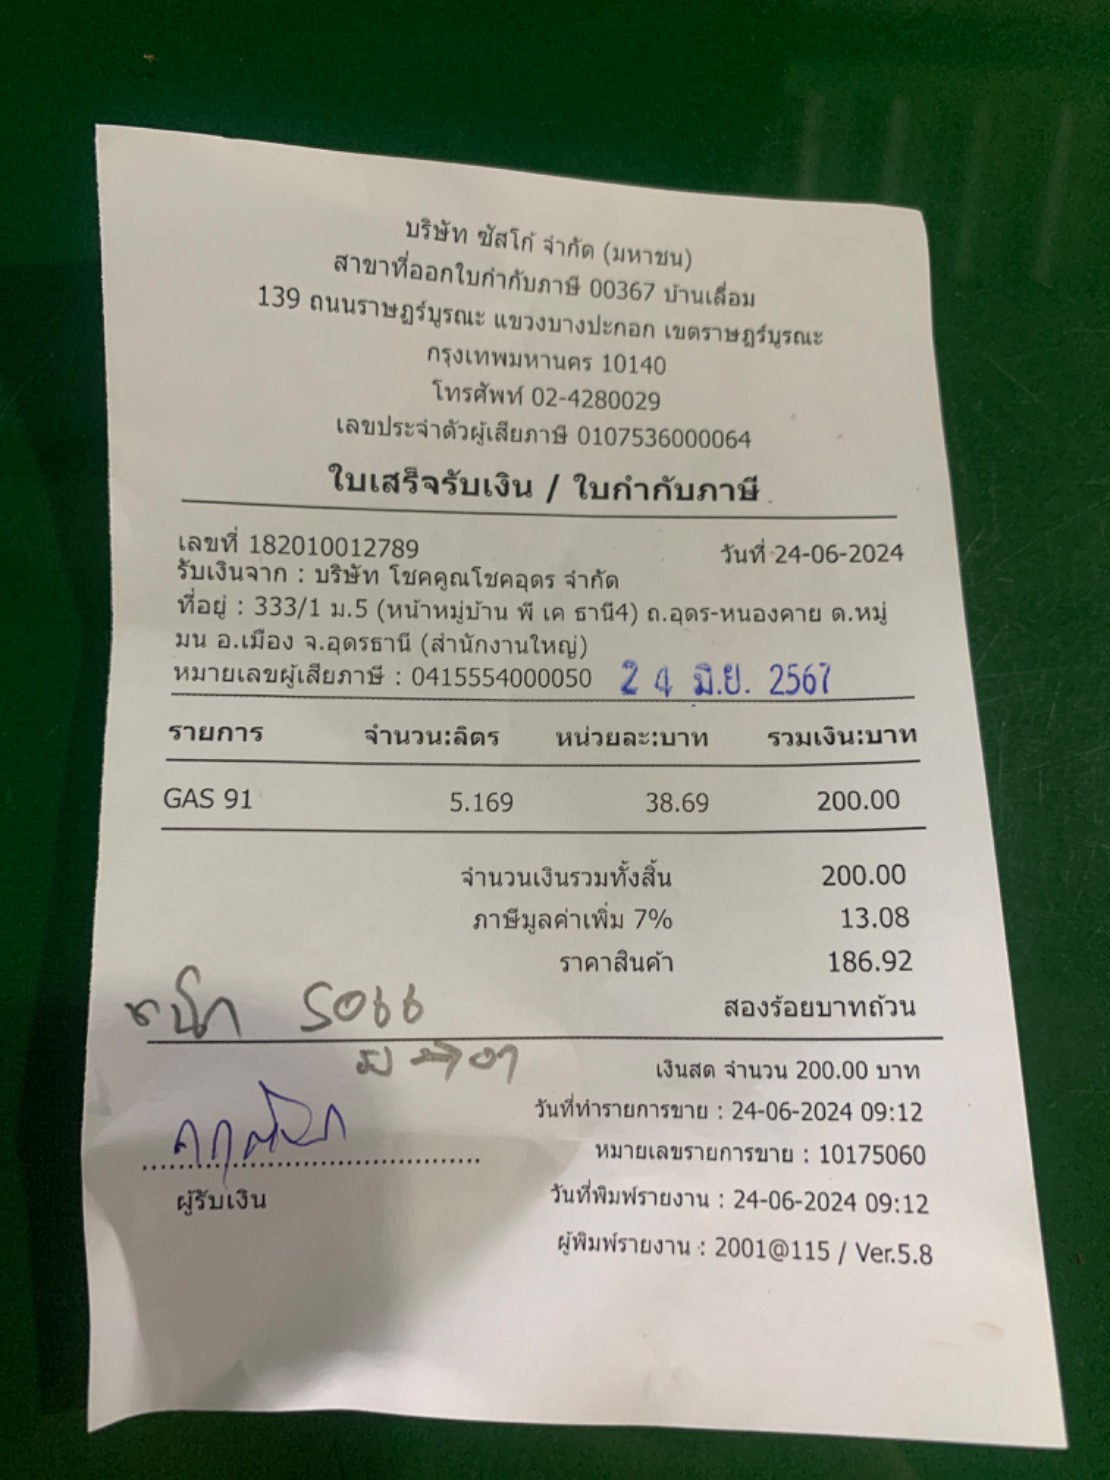 บริษัท ซัสโก้ จำกัด (มหาชน)
สาขาที่ออกใบกำกับภาษี 00367 บ้านเลื่อม
139 ถนนราษฎร์บูรณะ แขวงบางปะกอก เขตราษฎร์บูรณะ
กรุงเทพมหานคร 10140
โทรศัพท์ 02-4280029
เลขประจำตัวผู้เสียภาษี 0107536000064
ใบเสร็จรับเงิน / ใบกำกับภาษี
เลขที่ 182010012789 วันที่ 24-06-2024
รับเงินจาก : บริษัท โชคคูณโชคอุดร จำกัด
ที่อยู่ : 333/1 ม.5 (หน้าหมู่บ้าน พี เค ธานี4) ถ.อุดร-หนองคาย ต.หมู่
มน อ.เมือง จ.อุดรธานี (สำนักงานใหญ่)
หมายเลขผู้เสียภาษี : 0415554000050 24 มิ.ย. 2567
รายการ จำนวน:ลิตร หน่วยละ:บาท รวมเงิน:บาท
GAS 91 5.169 38.69 200.00
จำนวนเงินรวมทั้งสิ้น 200.00
ภาษีมูลค่าเพิ่ม 7% 13.08
ราคาสินค้า 186.92
สองร้อยบาทถ้วน
เงินสด จำนวน 200.00 บาท
วันที่ทำรายการขาย : 24-06-2024 09:12
หมายเลขรายการขาย : 10175060
ผู้รับเงิน
วันที่พิมพ์รายงาน : 24-06-2024 09:12
ผู้พิมพ์รายงาน : 2001@115 / Ver.5.8